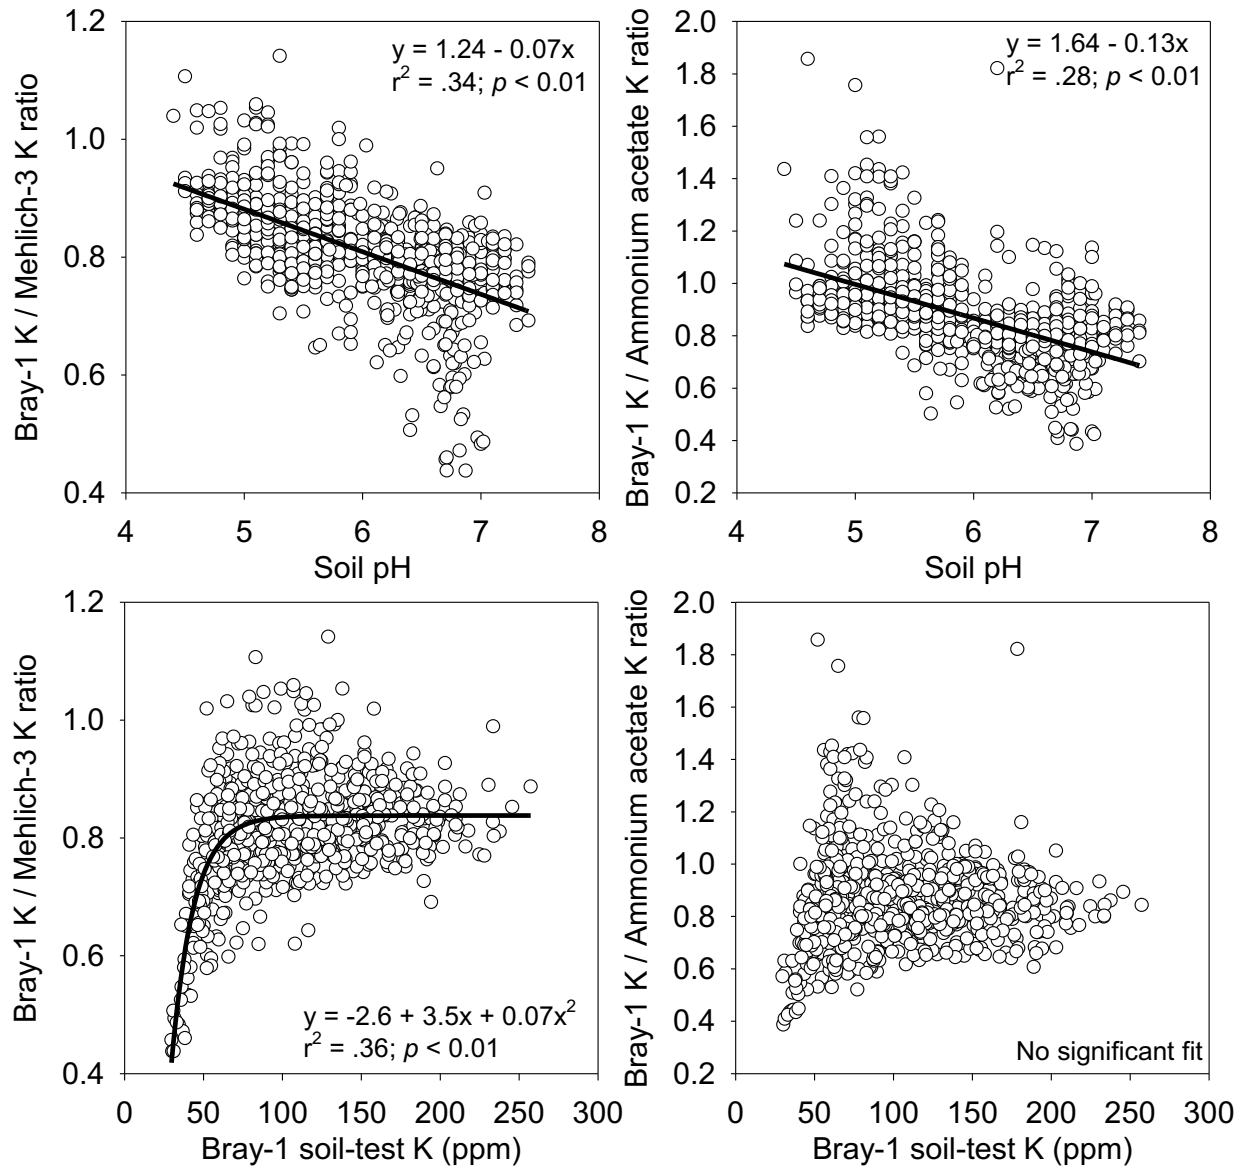 Bray-1 K / Mehlich-3 K ratio
1.2
1.0
0.8
0.6
0.4
y = 1.24 - 0.07x
r² = .34; p < 0.01
4 5 6 7 8
Soil pH
Bray-1 K / Ammonium acetate K ratio
2.0
1.8
1.6
1.4
1.2
1.0
0.8
0.6
0.4
0.2
y = 1.64 - 0.13x
r² = .28; p < 0.01
4 5 6 7 8
Soil pH
Bray-1 K / Mehlich-3 K ratio
1.2
1.0
0.8
0.6
0.4
y = -2.6 + 3.5x + 0.07x²
r² = .36; p < 0.01
0 50 100 150 200 250 300
Bray-1 soil-test K (ppm)
Bray-1 K / Ammonium acetate K ratio
2.0
1.8
1.6
1.4
1.2
1.0
0.8
0.6
0.4
0.2
No significant fit
0 50 100 150 200 250 300
Bray-1 soil-test K (ppm)